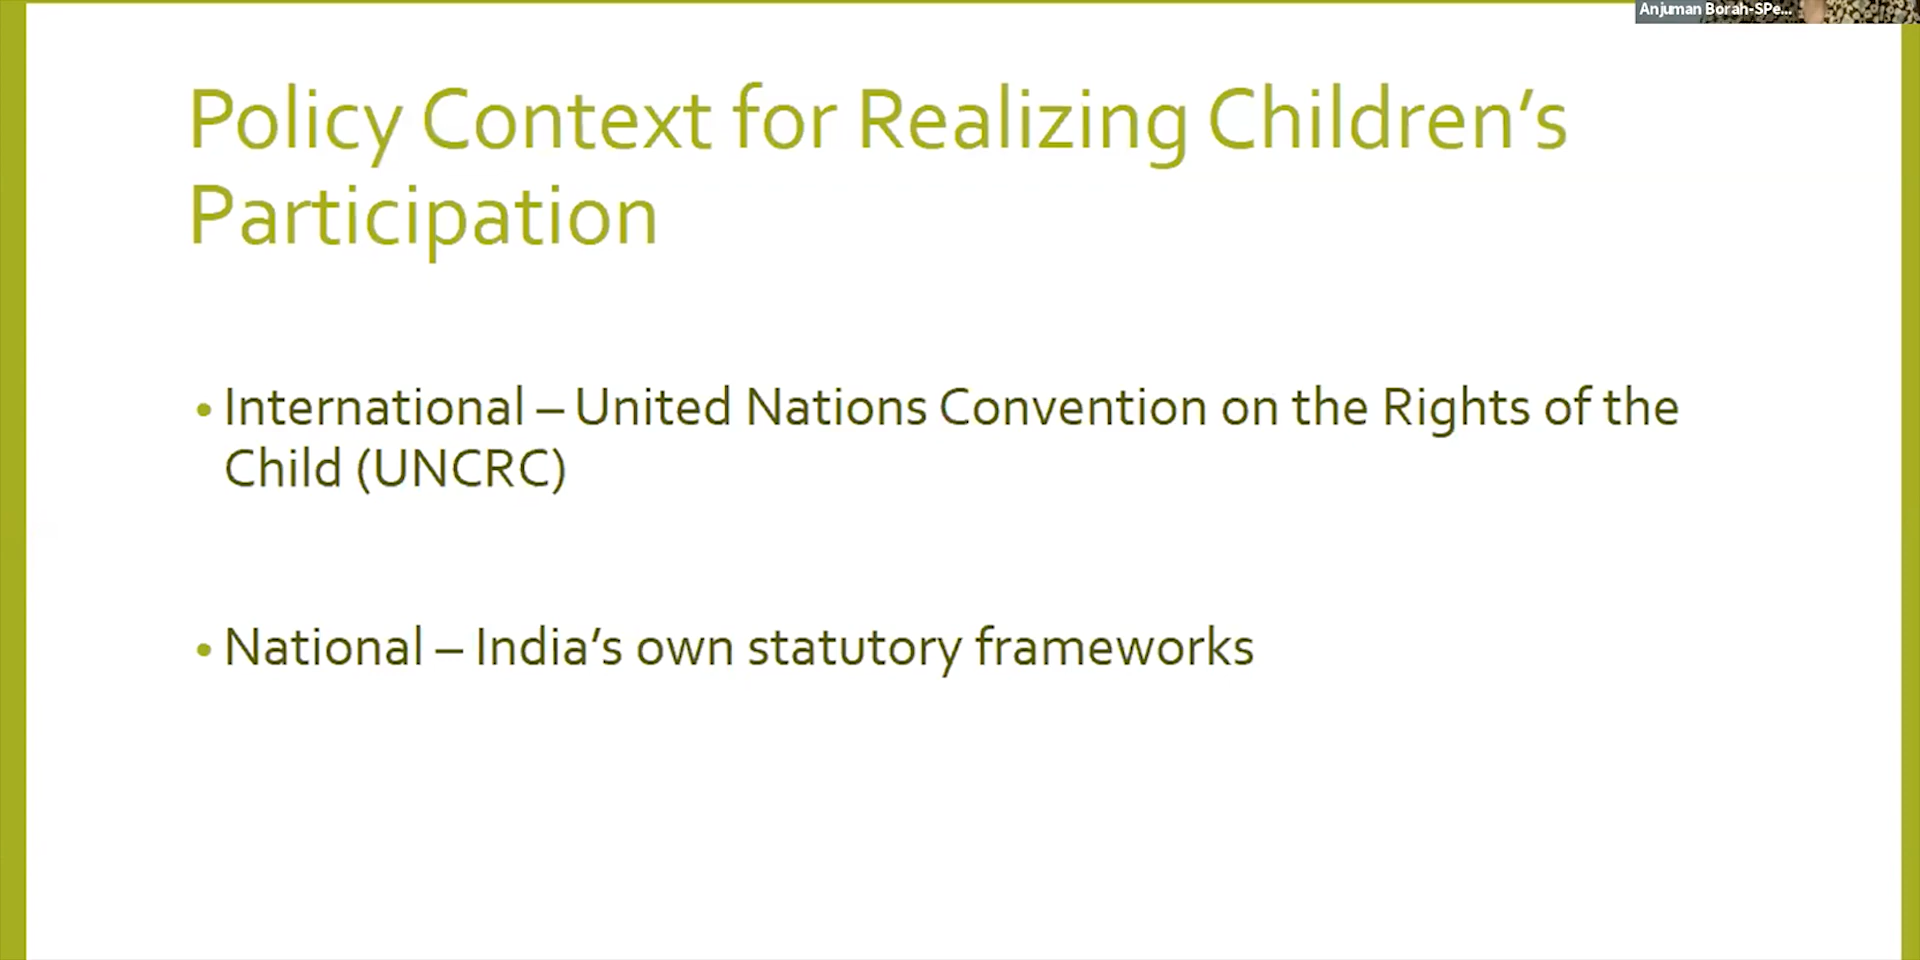 Anjuman Borah-SPe...
Policy Context for Realizing Children’s
Participation
• International – United Nations Convention on the Rights of the
Child (UNCRC)
• National – India’s own statutory frameworks